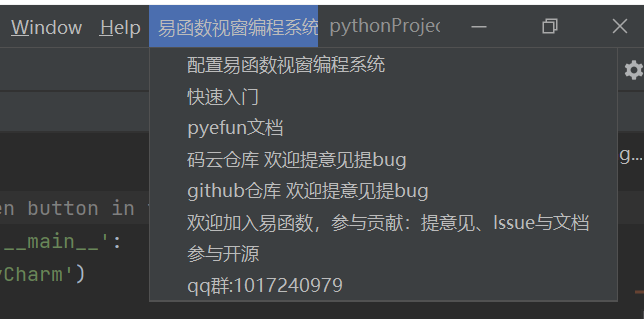 Window Help 易函数视窗编程系统 pythonProjec
配置易函数视窗编程系统
快速入门
pyefun文档
码云仓库 欢迎提意见提bug
g...
github仓库 欢迎提意见提bug
en button in
欢迎加入易函数，参与贡献：提意见、Issue与文档
'__main__':
参与开源
yCharm')
qq群:1017240979